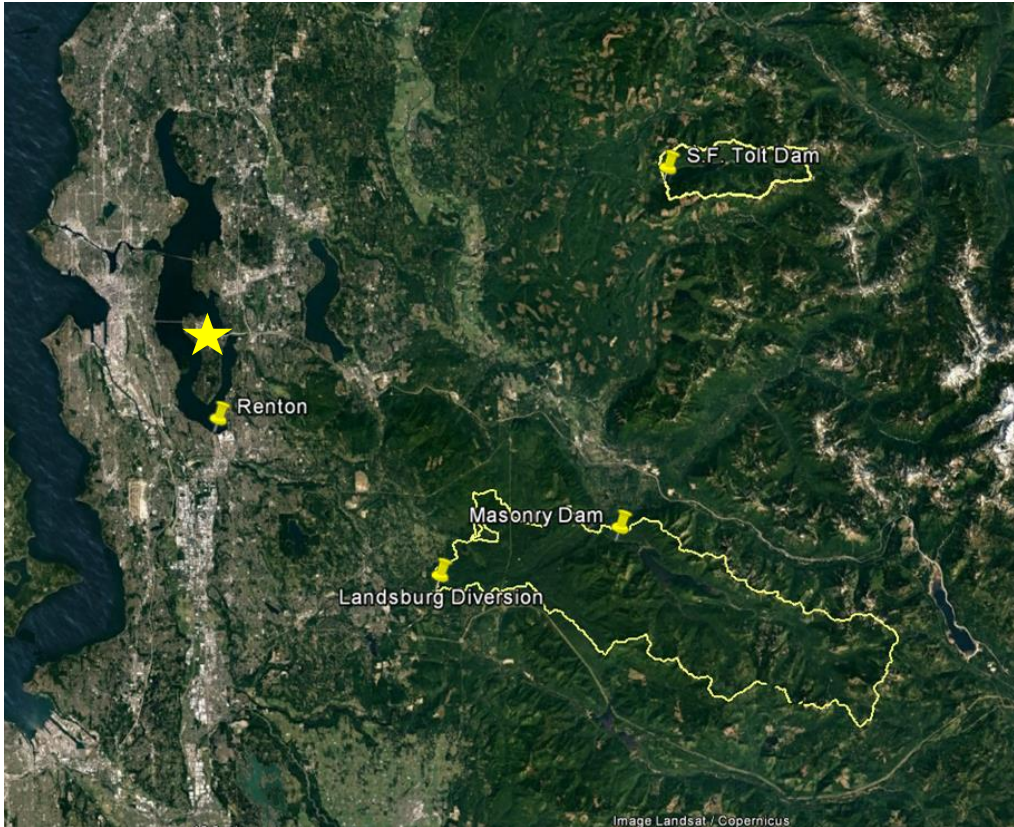 S.F. Tolt Dam
Renton
Masonry Dam
Landsburg Diversion
Image Landsat / Copernicus